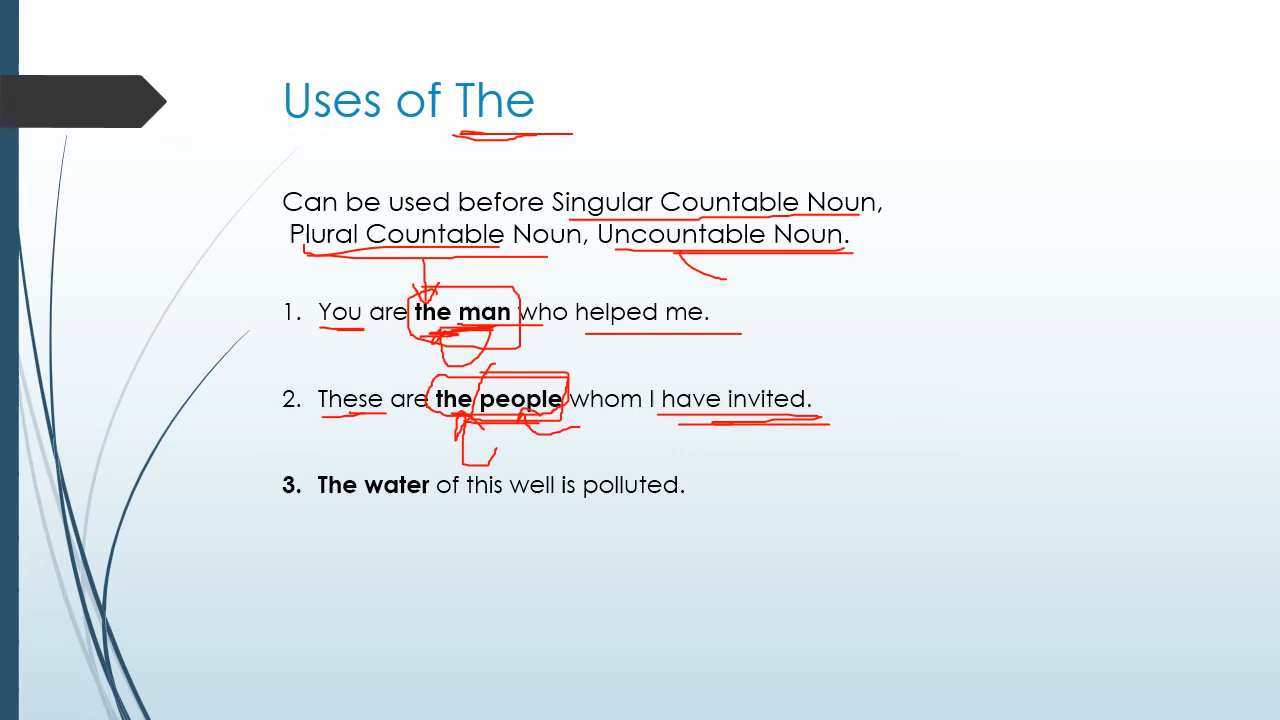 Uses of The
Can be used before Singular Countable Noun,
Plural Countable Noun, Uncountable Noun.
1. You are the man who helped me.
2. These are the people whom I have invited.
3. The water of this well is polluted.